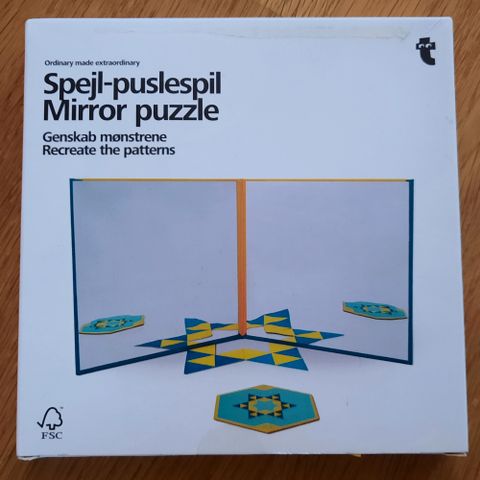 Ordinary made extraordinary
Spejl-puslespil
Mirror puzzle
Genskab mønstrene
Recreate the patterns
FSC